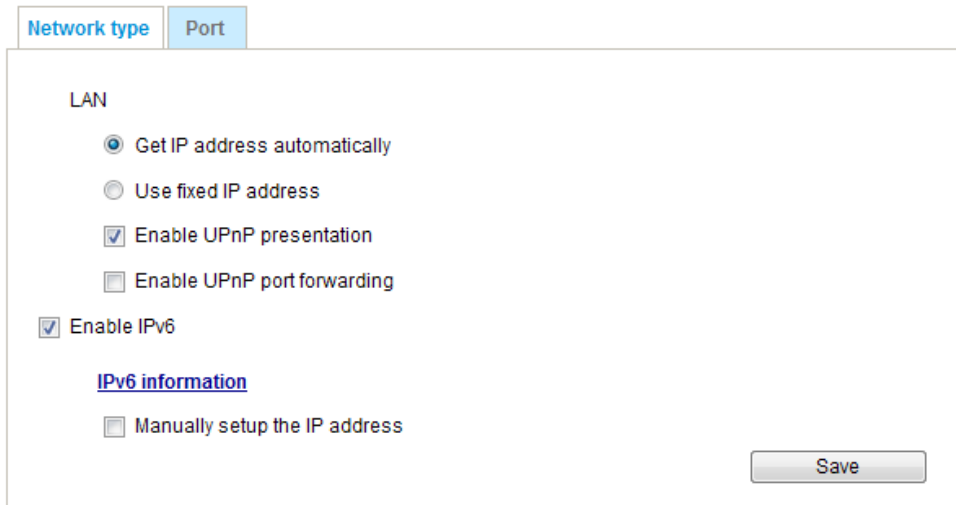 Network type Port
LAN
Get IP address automatically
Use fixed IP address
Enable UPnP presentation
Enable UPnP port forwarding
Enable IPv6
IPv6 information
Manually setup the IP address
Save